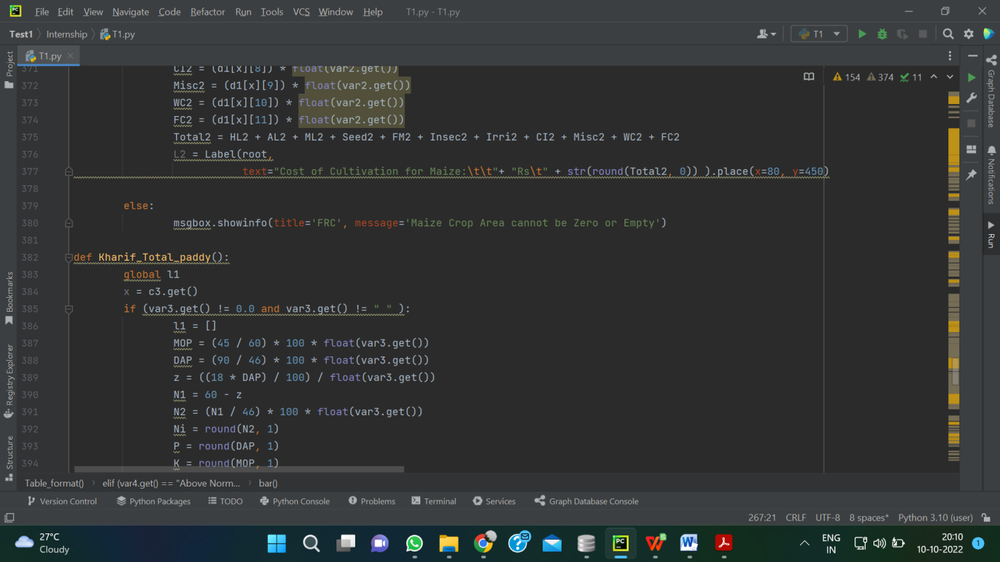 PC File Edit View Navigate Code Refactor Run Tools VCS Window Help T1.py - T1.py
Test1 Internship T1.py T1
T1.py
Project
Bookmarks
Registry Explorer
Structure
154 374 11
371 CI2 = (d1[x][8]) * float(var2.get())
372 Misc2 = (d1[x][9]) * float(var2.get())
373 WC2 = (d1[x][10]) * float(var2.get())
374 FC2 = (d1[x][11]) * float(var2.get())
375 Total2 = HL2 + AL2 + ML2 + Seed2 + FM2 + Insec2 + Irri2 + CI2 + Misc2 + WC2 + FC2
376 L2 = Label(root,
377 text="Cost of Cultivation for Maize:\t\t"+ "Rs\t" + str(round(Total2, 0)) ).place(x=80, y=450)
378
379 else:
380 msgbox.showinfo(title='FRC', message='Maize Crop Area cannot be Zero or Empty')
381
382 def Kharif_Total_paddy():
383 global l1
384 x = c3.get()
385 if (var3.get() != 0.0 and var3.get() != " " ):
386 l1 = []
387 MOP = (45 / 60) * 100 * float(var3.get())
388 DAP = (90 / 46) * 100 * float(var3.get())
389 z = ((18 * DAP) / 100) / float(var3.get())
390 N1 = 60 - z
391 N2 = (N1 / 46) * 100 * float(var3.get())
392 Ni = round(N2, 1)
393 P = round(DAP, 1)
394 K = round(MOP, 1)
Graph Database
Notifications
Run
Table_format() elif (var4.get() == "Above Norm... bar()
Version Control Python Packages TODO Python Console Problems Terminal Services Graph Database Console
267:21 CRLF UTF-8 8 spaces* Python 3.10 (user)
27°C
Cloudy
PC
ENG
IN
20:10
10-10-2022
1